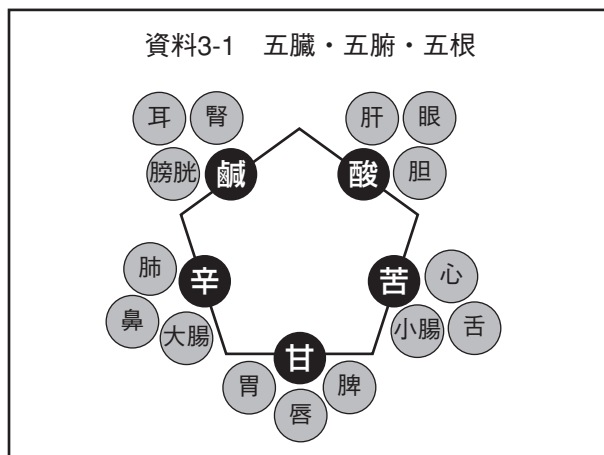 資料3-1　五臓・五腑・五根
耳
腎
膀胱
鹹
肝
眼
胆
酸
肺
鼻
大腸
辛
心
小腸
舌
苦
甘
胃
唇
脾